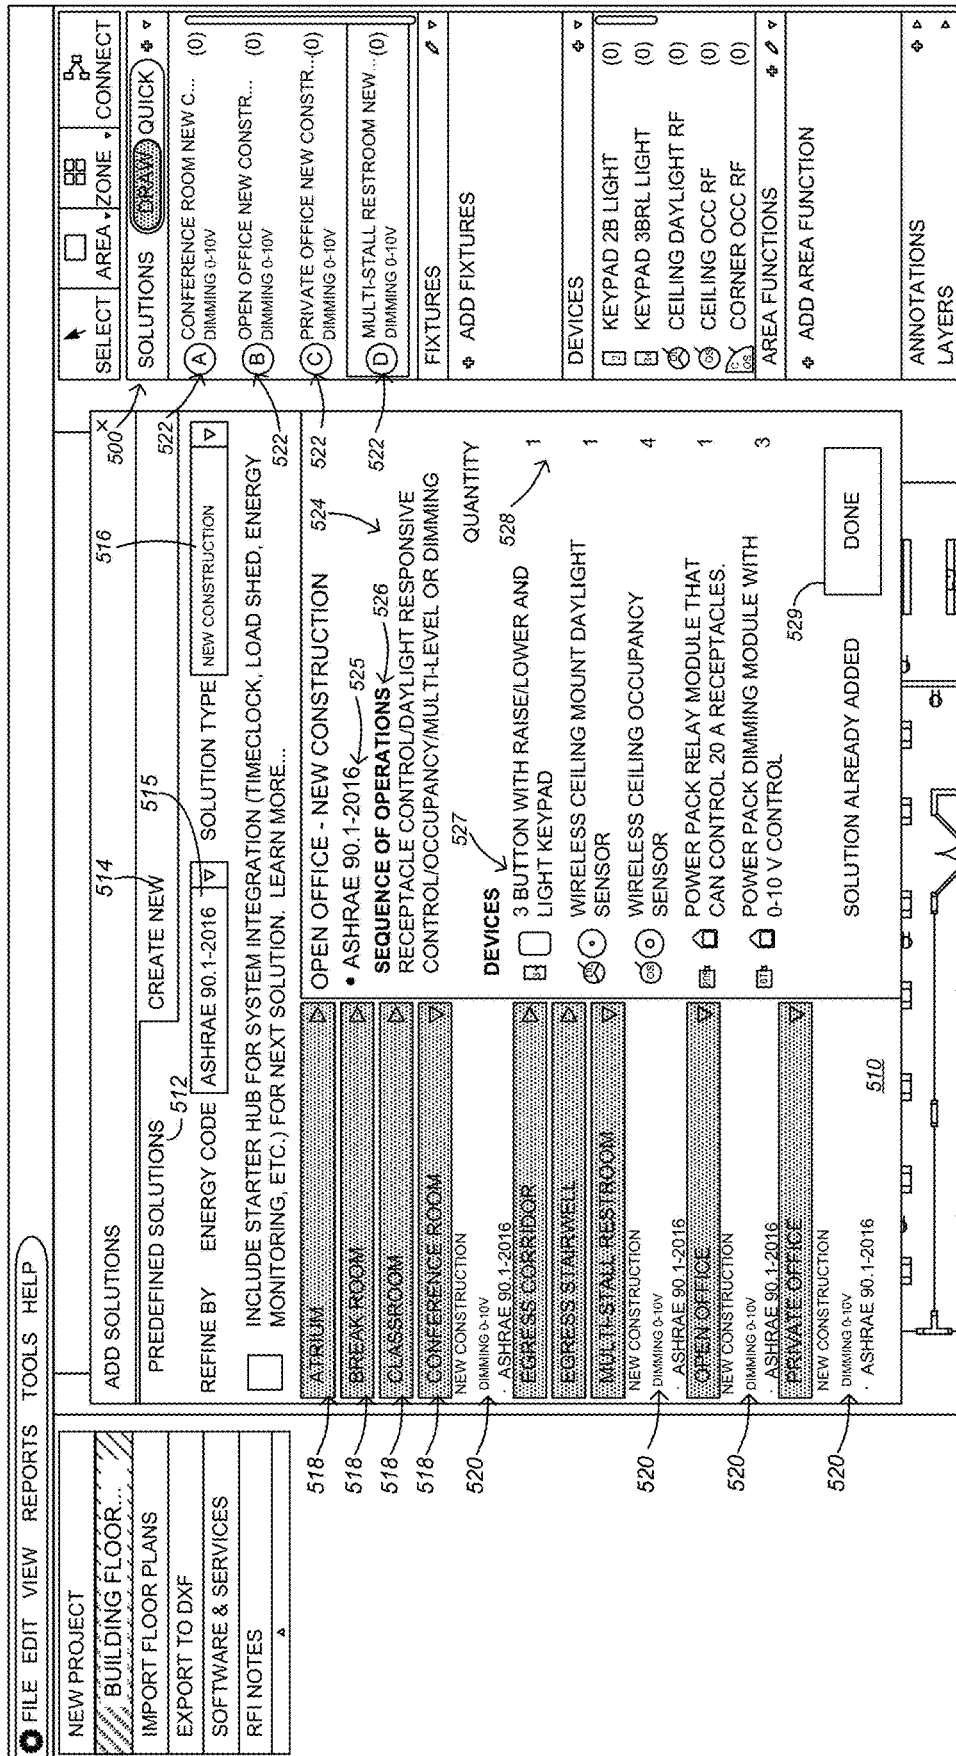 FILE EDIT VIEW REPORTS TOOLS HELP
NEW PROJECT
BUILDING FLOOR...
IMPORT FLOOR PLANS
EXPORT TO DXF
SOFTWARE & SERVICES
RFI NOTES
ADD SOLUTIONS
×
PREDEFINED SOLUTIONS
512
CREATE NEW
514
515
516
REFINE BY ENERGY CODE ASHRAE 90.1-2016 SOLUTION TYPE NEW CONSTRUCTION
INCLUDE STARTER HUB FOR SYSTEM INTEGRATION (TIMECLOCK, LOAD SHED, ENERGY
MONITORING, ETC.) FOR NEXT SOLUTION. LEARN MORE...
518 ATRIUM
518 BREAK ROOM
518 CLASSROOM
518 CONFERENCE ROOM
NEW CONSTRUCTION
520 DIMMING 0-10V
· ASHRAE 90.1-2016
EGRESS CORRIDOR
EGRESS STAIRWELL
MULTI-STALL RESTROOM
NEW CONSTRUCTION
520 DIMMING 0-10V
· ASHRAE 90.1-2016
OPEN OFFICE
NEW CONSTRUCTION
520 DIMMING 0-10V
· ASHRAE 90.1-2016
PRIVATE OFFICE
NEW CONSTRUCTION
520 DIMMING 0-10V
· ASHRAE 90.1-2016
510
OPEN OFFICE - NEW CONSTRUCTION
524
• ASHRAE 90.1-2016
525
SEQUENCE OF OPERATIONS
526
RECEPTACLE CONTROL/DAYLIGHT RESPONSIVE
CONTROL/OCCUPANCY/MULTI-LEVEL OR DIMMING
DEVICES
527
QUANTITY
528
3 BUTTON WITH RAISE/LOWER AND 1
LIGHT KEYPAD
WIRELESS CEILING MOUNT DAYLIGHT 1
SENSOR
OS WIRELESS CEILING OCCUPANCY 4
SENSOR
POWER PACK RELAY MODULE THAT 1
CAN CONTROL 20 A RECEPTACLES.
POWER PACK DIMMING MODULE WITH 3
0-10 V CONTROL
SOLUTION ALREADY ADDED
529
DONE
SELECT AREA ZONE CONNECT
500
SOLUTIONS DRAW QUICK
522 A CONFERENCE ROOM NEW C... (0)
DIMMING 0-10V
522 B OPEN OFFICE NEW CONSTR... (0)
DIMMING 0-10V
522 C PRIVATE OFFICE NEW CONSTR...(0)
DIMMING 0-10V
522 D MULTI-STALL RESTROOM NEW...(0)
DIMMING 0-10V
FIXTURES
ADD FIXTURES
DEVICES
KEYPAD 2B LIGHT (0)
KEYPAD 3BRL LIGHT (0)
CEILING DAYLIGHT RF (0)
OS CEILING OCC RF (0)
OS CORNER OCC RF (0)
AREA FUNCTIONS
ADD AREA FUNCTION
ANNOTATIONS
LAYERS